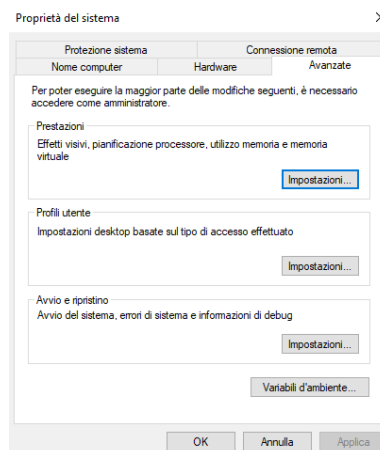 Proprietà del sistema
Protezione sistema
Connessione remota
Nome computer
Hardware
Avanzate
Per poter eseguire la maggior parte delle modifiche seguenti, è necessario
accedere come amministratore.
Prestazioni
Effetti visivi, pianificazione processore, utilizzo memoria e memoria
virtuale
Impostazioni...
Profili utente
Impostazioni desktop basate sul tipo di accesso effettuato
Impostazioni...
Avvio e ripristino
Avvio del sistema, errori di sistema e informazioni di debug
Impostazioni...
Variabili d'ambiente...
OK
Annulla
Applica